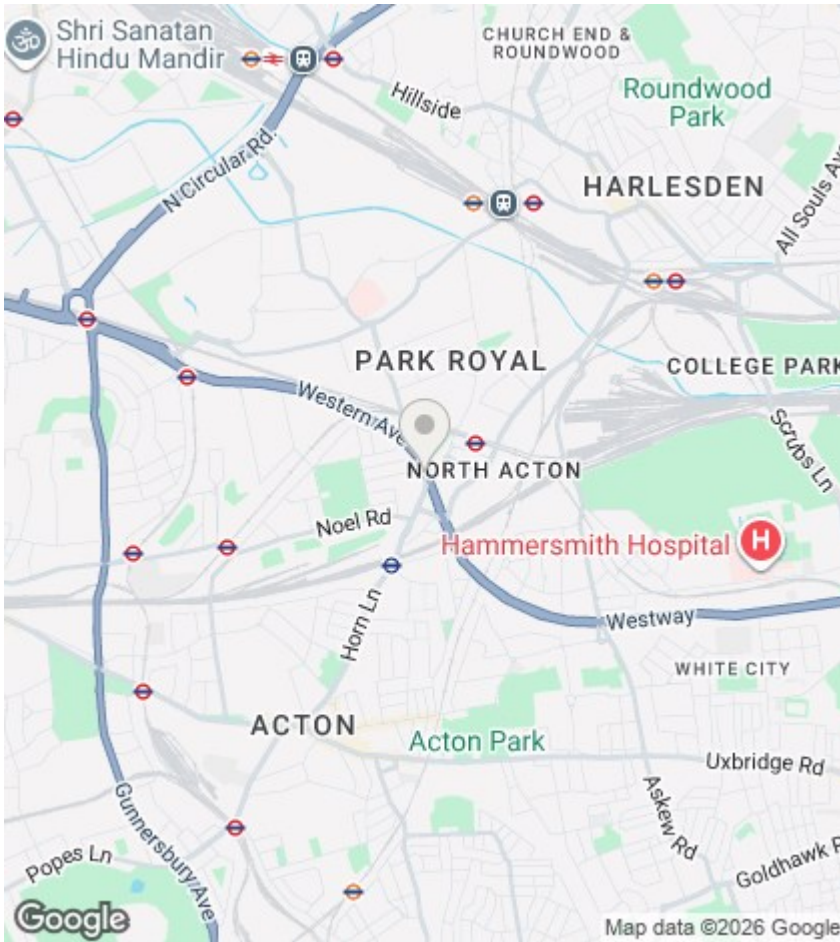 Shri Sanatan
Hindu Mandir
CHURCH END &
ROUNDWOOD
Hillside
Roundwood
Park
N Circular Rd.
HARLESDEN
All Souls Av
PARK ROYAL
COLLEGE PARK
Western Ave
Scrubs Ln
NORTH ACTON
Noel Rd
Hammersmith Hospital
H
Horn Ln
Westway
WHITE CITY
ACTON
Acton Park
Uxbridge Rd
Askew Rd
Gunnersbury Ave
Popes Ln
Goldhawk R
Google
Map data ©2026 Google